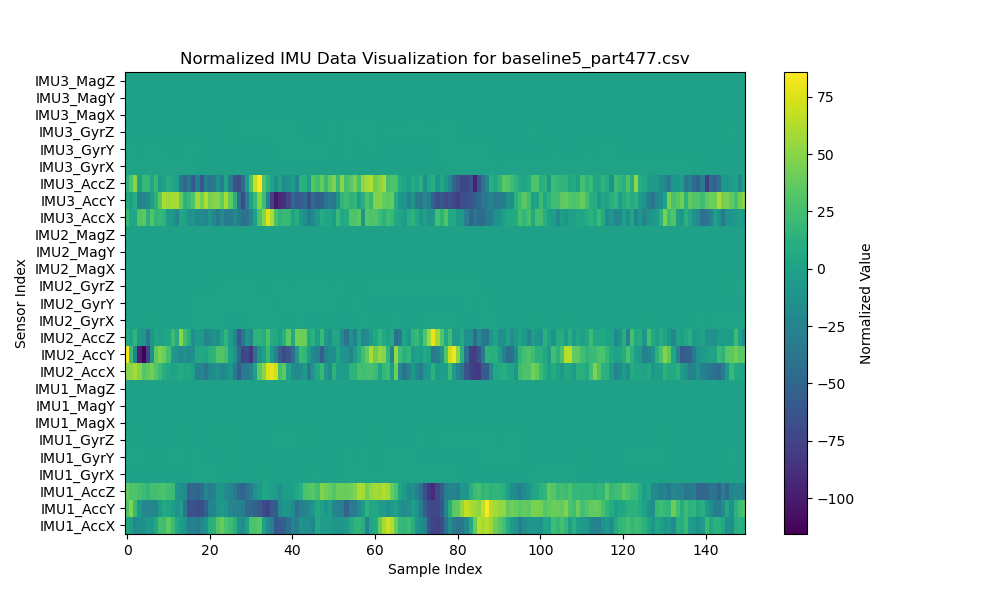 Normalized IMU Data Visualization for baseline5_part477.csv
IMU3_MagZ
IMU3_MagY
IMU3_MagX
IMU3_GyrZ
IMU3_GyrY
IMU3_GyrX
IMU3_AccZ
IMU3_AccY
IMU3_AccX
IMU2_MagZ
IMU2_MagY
IMU2_MagX
IMU2_GyrZ
IMU2_GyrY
IMU2_GyrX
IMU2_AccZ
IMU2_AccY
IMU2_AccX
IMU1_MagZ
IMU1_MagY
IMU1_MagX
IMU1_GyrZ
IMU1_GyrY
IMU1_GyrX
IMU1_AccZ
IMU1_AccY
IMU1_AccX
Sensor Index
0 20 40 60 80 100 120 140
Sample Index
75
50
25
0
−25
−50
−75
−100
Normalized Value